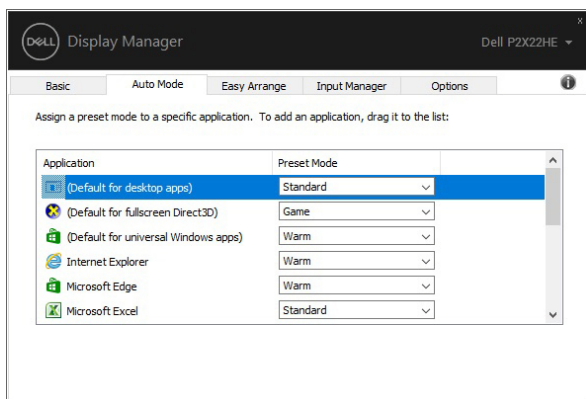 x
DELL Display Manager Dell P2X22HE
Basic Auto Mode Easy Arrange Input Manager Options i
Assign a preset mode to a specific application. To add an application, drag it to the list:
Application Preset Mode
(Default for desktop apps) Standard
(Default for fullscreen Direct3D) Game
(Default for universal Windows apps) Warm
Internet Explorer Warm
Microsoft Edge Warm
Microsoft Excel Standard